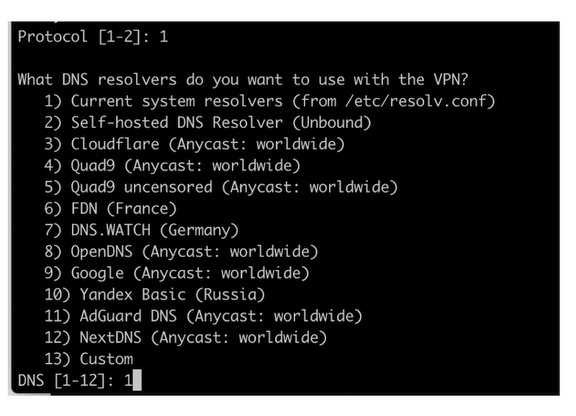 Protocol [1-2]: 1
What DNS resolvers do you want to use with the VPN?
1) Current system resolvers (from /etc/resolv.conf)
2) Self-hosted DNS Resolver (Unbound)
3) Cloudflare (Anycast: worldwide)
4) Quad9 (Anycast: worldwide)
5) Quad9 uncensored (Anycast: worldwide)
6) FDN (France)
7) DNS.WATCH (Germany)
8) OpenDNS (Anycast: worldwide)
9) Google (Anycast: worldwide)
10) Yandex Basic (Russia)
11) AdGuard DNS (Anycast: worldwide)
12) NextDNS (Anycast: worldwide)
13) Custom
DNS [1-12]: 1